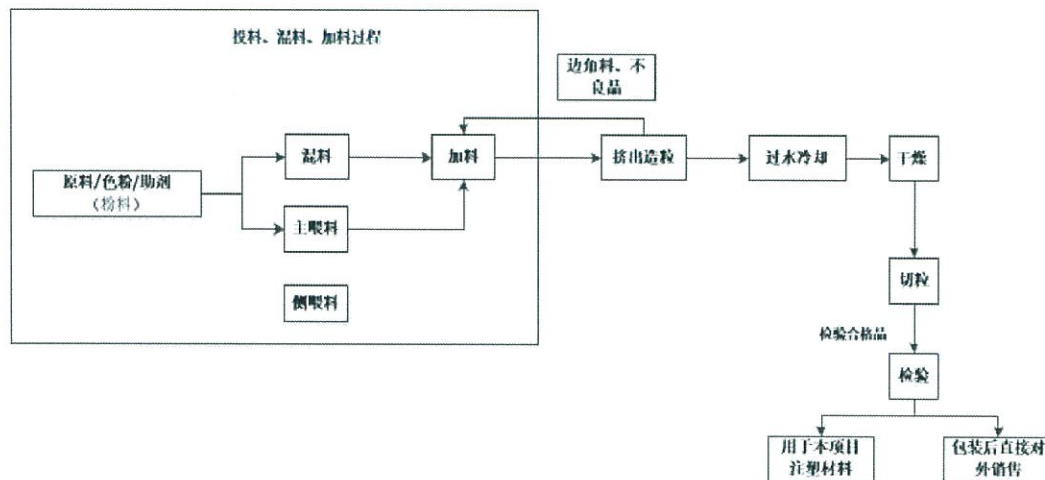 投料、混料、加料过程
边角料、不
良品
混料
加料
挤出造粒
过水冷却
干燥
原料/色粉/助剂
（粉料）
主喂料
侧喂料
切粒
检验合格品
检验
用于本项目
注塑材料
包装后直接对
外销售